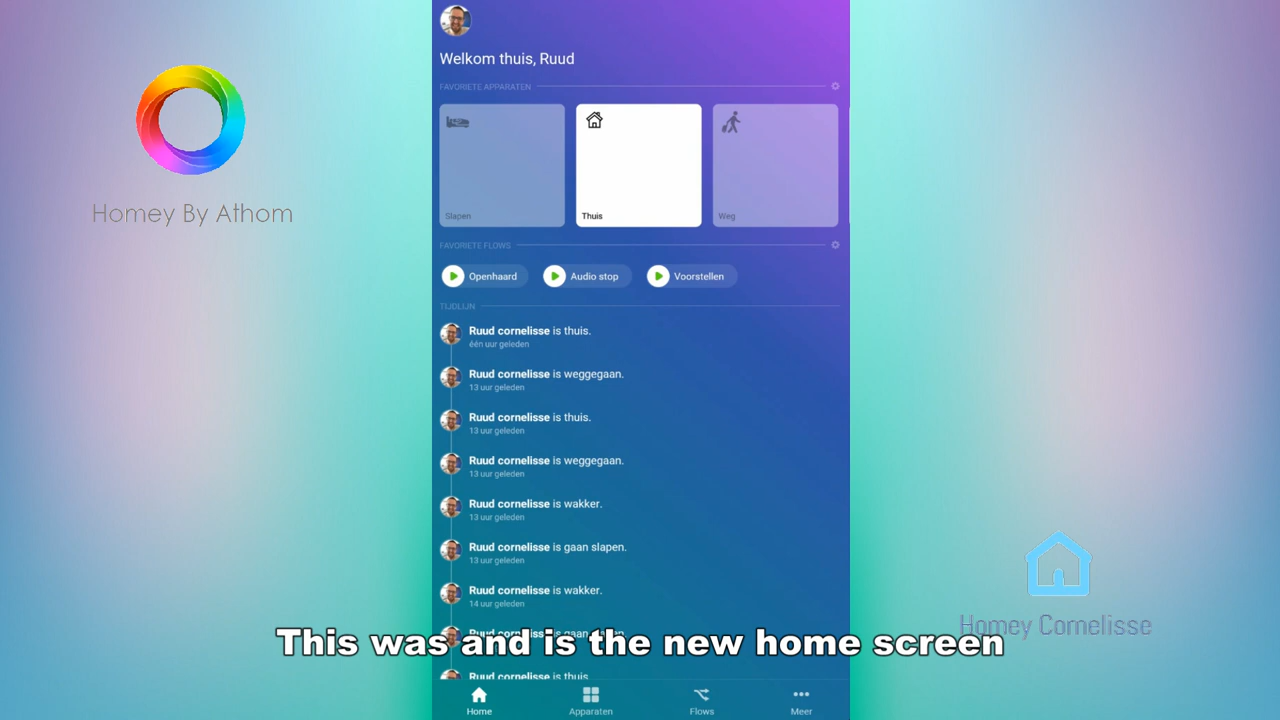 Welkom thuis, Ruud
FAVORIETE APPARATEN
Slapen
Thuis
Weg
FAVORIETE FLOWS
Openhaard
Audio stop
Voorstellen
TIJDLIJN
Ruud cornelisse is thuis.
één uur geleden
Ruud cornelisse is weggegaan.
13 uur geleden
Ruud cornelisse is thuis.
13 uur geleden
Ruud cornelisse is weggegaan.
13 uur geleden
Ruud cornelisse is wakker.
13 uur geleden
Ruud cornelisse is gaan slapen.
13 uur geleden
Ruud cornelisse is wakker.
14 uur geleden
Ruud cornelisse is thuis
Home
Apparaten
Flows
Meer
Homey By Athom
Homey Cornelisse
This was and is the new home screen